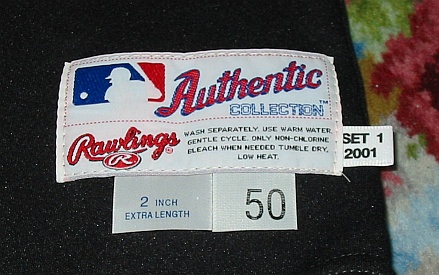 Authentic
COLLECTION™
Rawlings®
R
WASH SEPARATELY. USE WARM WATER
GENTLE CYCLE. ONLY NON-CHLORINE
BLEACH WHEN NEEDED TUMBLE DRY.
LOW HEAT.
SET 1
2001
2 INCH
EXTRA LENGTH
50